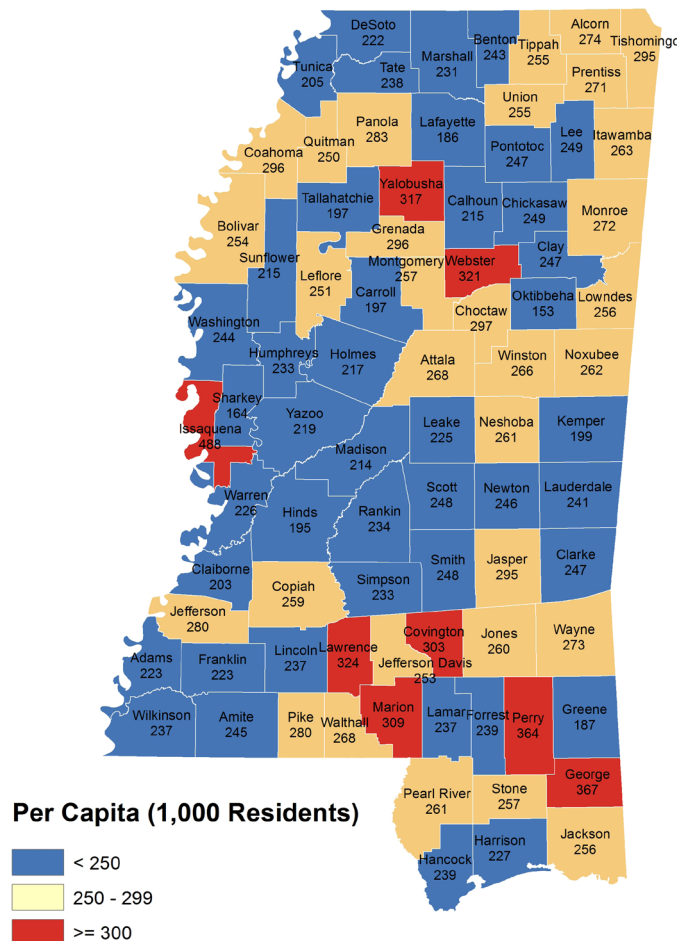 DeSoto
222
Benton
243
Alcorn
274
Tippah
255
Tishomingo
295
Marshall
231
Tunica
205
Tate
238
Prentiss
271
Union
255
Panola
283
Lafayette
186
Lee
249
Itawamba
263
Quitman
250
Coahoma
296
Pontotoc
247
Yalobusha
317
Tallahatchie
197
Calhoun
215
Chickasaw
249
Monroe
272
Bolivar
254
Grenada
296
Sunflower
215
Clay
247
Leflore
251
Montgomery
257
Webster
321
Carroll
197
Oktibbeha
153
Lowndes
256
Choctaw
297
Washington
244
Humphreys
233
Holmes
217
Attala
268
Winston
266
Noxubee
262
Sharkey
164
Yazoo
219
Issaquena
488
Leake
225
Neshoba
261
Kemper
199
Madison
214
Warren
226
Hinds
195
Rankin
234
Scott
248
Newton
246
Lauderdale
241
Claiborne
203
Copiah
259
Simpson
233
Smith
248
Jasper
295
Clarke
247
Jefferson
280
Covington
303
Jones
260
Wayne
273
Adams
223
Franklin
223
Lincoln
237
Lawrence
324
Jefferson Davis
253
Wilkinson
237
Amite
245
Pike
280
Walthall
268
Marion
309
Lamar
237
Forrest
239
Perry
364
Greene
187
Pearl River
261
Stone
257
George
367
Hancock
239
Harrison
227
Jackson
256
Per Capita (1,000 Residents)
< 250
250 - 299
>= 300